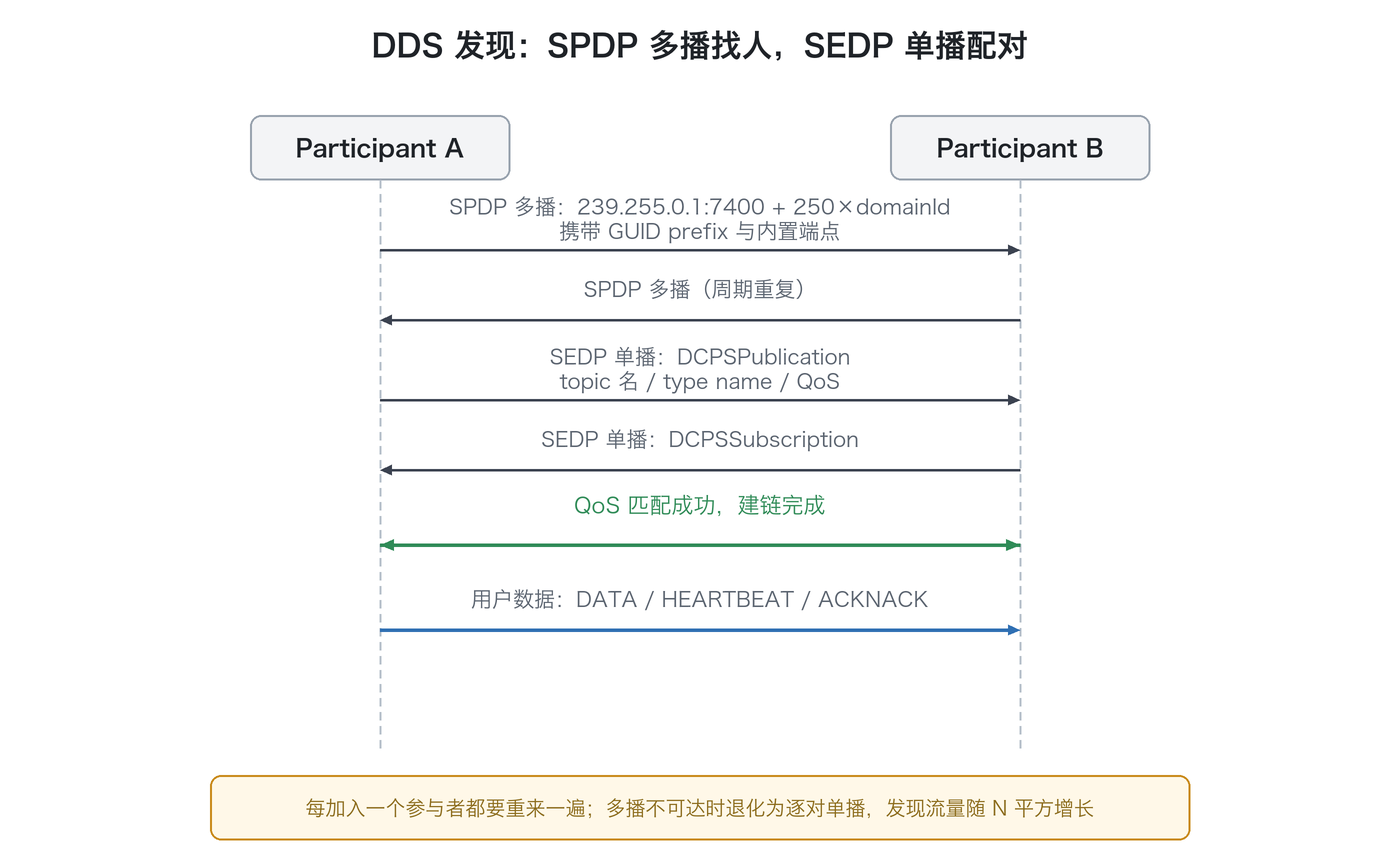 DDS 发现：SPDP 多播找人，SEDP 单播配对
Participant A
Participant B
SPDP 多播：239.255.0.1:7400 + 250×domainId
携带 GUID prefix 与内置端点
SPDP 多播（周期重复）
SEDP 单播：DCPSPublication
topic 名 / type name / QoS
SEDP 单播：DCPSSubscription
QoS 匹配成功，建链完成
用户数据：DATA / HEARTBEAT / ACKNACK
每加入一个参与者都要重来一遍；多播不可达时退化为逐对单播，发现流量随 N 平方增长